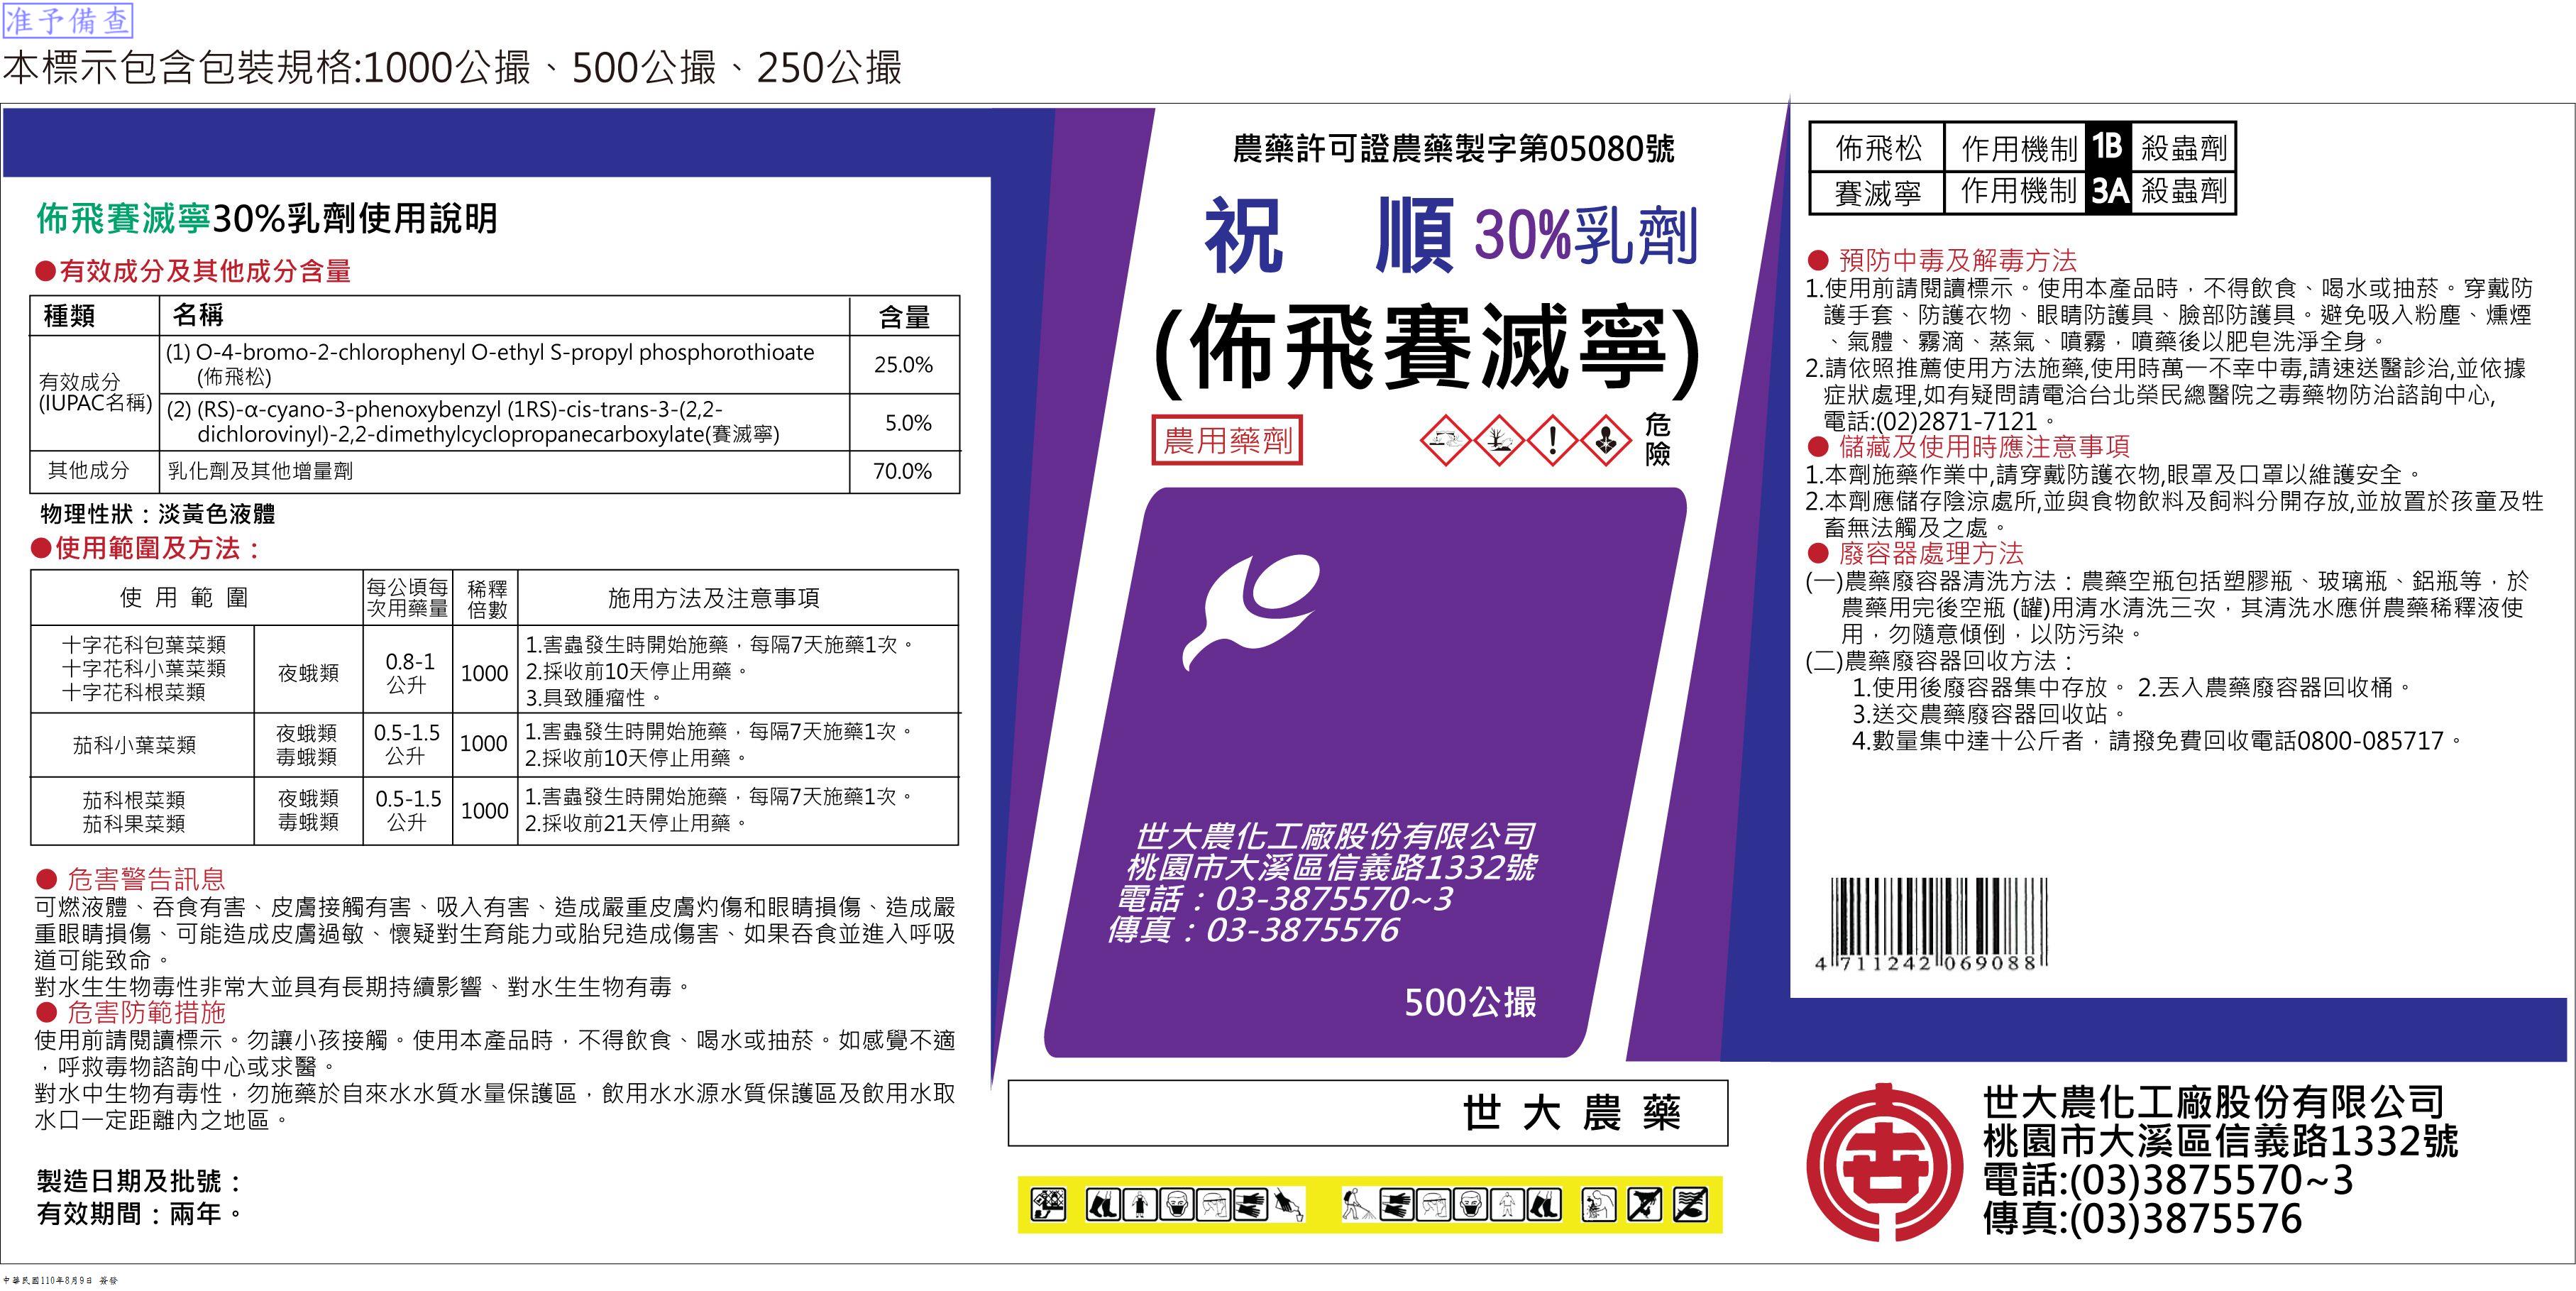 准予備查
本標示包含包裝規格:1000公撮、500公撮、250公撮
佈飛賽滅寧30%乳劑使用說明
●有效成分及其他成分含量
種類 名稱 含量
有效成分
(IUPAC名稱)
(1) O-4-bromo-2-chlorophenyl O-ethyl S-propyl phosphorothioate
(佈飛松)
25.0%
(2) (RS)-α-cyano-3-phenoxybenzyl (1RS)-cis-trans-3-(2,2-
dichlorovinyl)-2,2-dimethylcyclopropanecarboxylate(賽滅寧)
5.0%
其他成分 乳化劑及其他增量劑 70.0%
物理性狀：淡黃色液體
●使用範圍及方法：
使用範圍
每公頃每
次用藥量
稀釋
倍數
施用方法及注意事項
十字花科包葉菜類
十字花科小葉菜類
十字花科根菜類
夜蛾類
0.8-1
公升
1000
1.害蟲發生時開始施藥，每隔7天施藥1次。
2.採收前10天停止用藥。
3.具致腫瘤性。
茄科小葉菜類
夜蛾類
毒蛾類
0.5-1.5
公升
1000
1.害蟲發生時開始施藥，每隔7天施藥1次。
2.採收前10天停止用藥。
茄科根菜類
茄科果菜類
夜蛾類
毒蛾類
0.5-1.5
公升
1000
1.害蟲發生時開始施藥，每隔7天施藥1次。
2.採收前21天停止用藥。
● 危害警告訊息
可燃液體、吞食有害、皮膚接觸有害、吸入有害、造成嚴重皮膚灼傷和眼睛損傷、造成嚴
重眼睛損傷、可能造成皮膚過敏、懷疑對生育能力或胎兒造成傷害、如果吞食並進入呼吸
道可能致命。
對水生生物毒性非常大並具有長期持續影響、對水生生物有毒。
● 危害防範措施
使用前請閱讀標示。勿讓小孩接觸。使用本產品時，不得飲食、喝水或抽菸。如感覺不適
，呼救毒物諮詢中心或求醫。
對水中生物有毒性，勿施藥於自來水水質水量保護區，飲用水水源水質保護區及飲用水取
水口一定距離內之地區。
製造日期及批號：
有效期間：兩年。
農藥許可證農藥製字第05080號
祝 順 30%乳劑
(佈飛賽滅寧)
農用藥劑
危
險
世大農化工廠股份有限公司
桃園市大溪區信義路1332號
電話：03-3875570~3
傳真：03-3875576
500公撮
世大農藥
佈飛松 作用機制 1B 殺蟲劑
賽滅寧 作用機制 3A 殺蟲劑
● 預防中毒及解毒方法
1.使用前請閱讀標示。使用本產品時，不得飲食、喝水或抽菸。穿戴防
護手套、防護衣物、眼睛防護具、臉部防護具。避免吸入粉塵、燻煙
、氣體、霧滴、蒸氣、噴霧，噴藥後以肥皂洗淨全身。
2.請依照推薦使用方法施藥,使用時萬一不幸中毒,請速送醫診治,並依據
症狀處理,如有疑問請電洽台北榮民總醫院之毒藥物防治諮詢中心,
電話:(02)2871-7121。
● 儲藏及使用時應注意事項
1.本劑施藥作業中,請穿戴防護衣物,眼罩及口罩以維護安全。
2.本劑應儲存陰涼處所,並與食物飲料及飼料分開存放,並放置於孩童及牲
畜無法觸及之處。
● 廢容器處理方法
(一)農藥廢容器清洗方法：農藥空瓶包括塑膠瓶、玻璃瓶、鋁瓶等，於
農藥用完後空瓶 (罐)用清水清洗三次，其清洗水應併農藥稀釋液使
用，勿隨意傾倒，以防污染。
(二)農藥廢容器回收方法：
1.使用後廢容器集中存放。 2.丟入農藥廢容器回收桶。
3.送交農藥廢容器回收站。
4.數量集中達十公斤者，請撥免費回收電話0800-085717。
4 711242 069088
世大農化工廠股份有限公司
桃園市大溪區信義路1332號
電話:(03)3875570~3
傳真:(03)3875576
中華民國110年8月9日 簽發